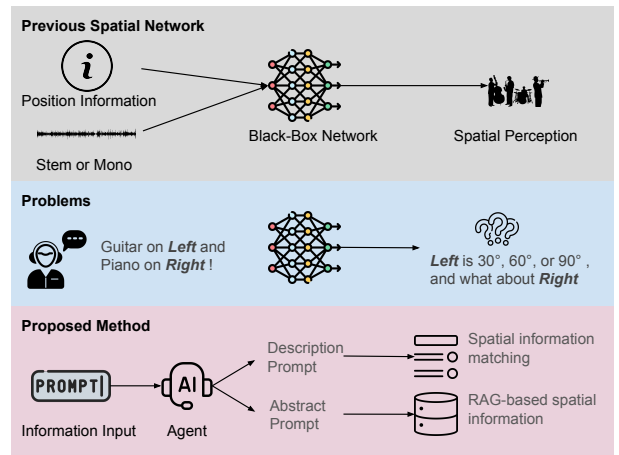 Previous Spatial Network
i
Position Information
Stem or Mono
Black-Box Network
Spatial Perception
Problems
Guitar on Left and
Piano on Right !
???
Left is 30°, 60°, or 90° ,
and what about Right
Proposed Method
PROMPT
Information Input
AI
Agent
Description
Prompt
Abstract
Prompt
Spatial information
matching
RAG-based spatial
information